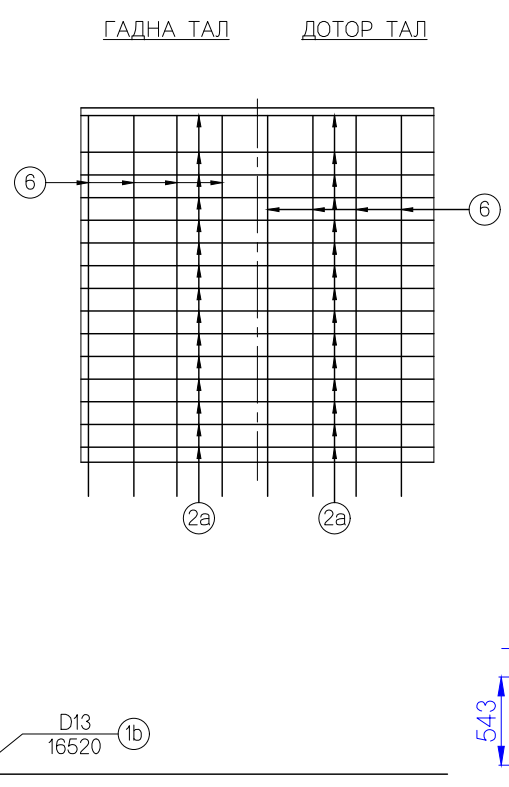 ГАДНА ТАЛ
ДОТОР ТАЛ
6
6
2a
2a
D13
16520
1b
543